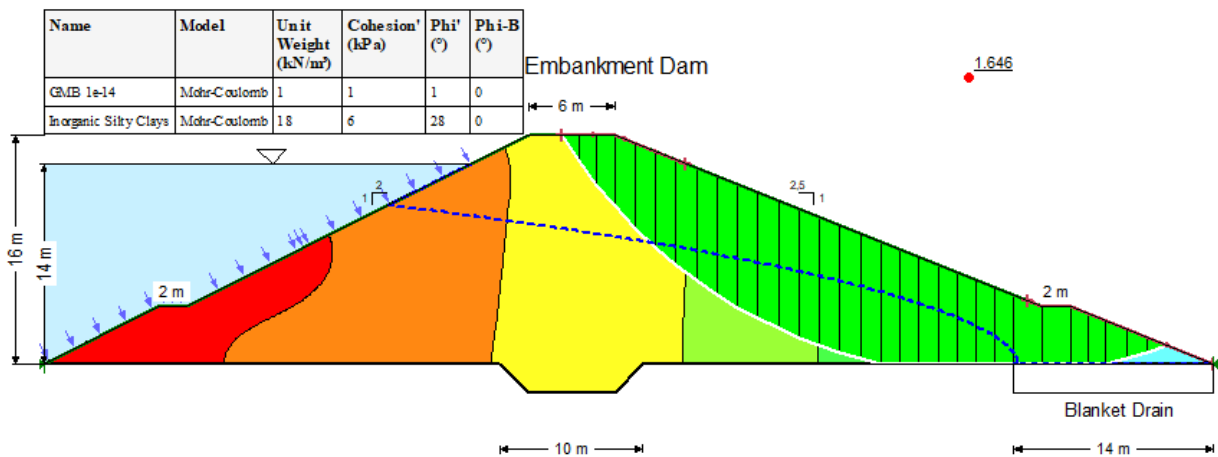 Name Model Unit Weight (kN/m³) Cohesion' (kPa) Phi' (°) Phi-B (°)
GMB 1e-14 Mohr-Coulomb 1 1 1 0
Inorganic Silty Clays Mohr-Coulomb 18 6 28 0
Embankment Dam
1.646
6 m
16 m
14 m
2
1
2,5
1
2 m
2 m
Blanket Drain
10 m
14 m